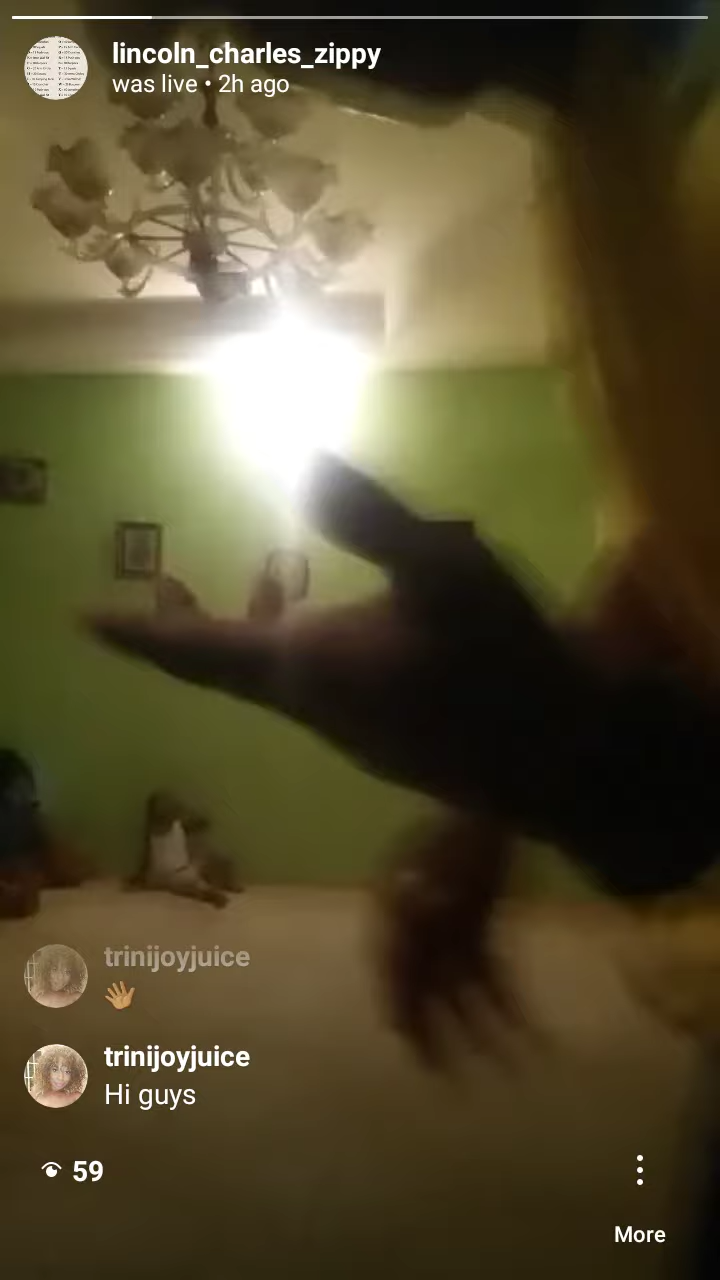 lincoln_charles_zippy
was live • 2h ago
trinijoyjuice
👋
trinijoyjuice
Hi guys
59
More